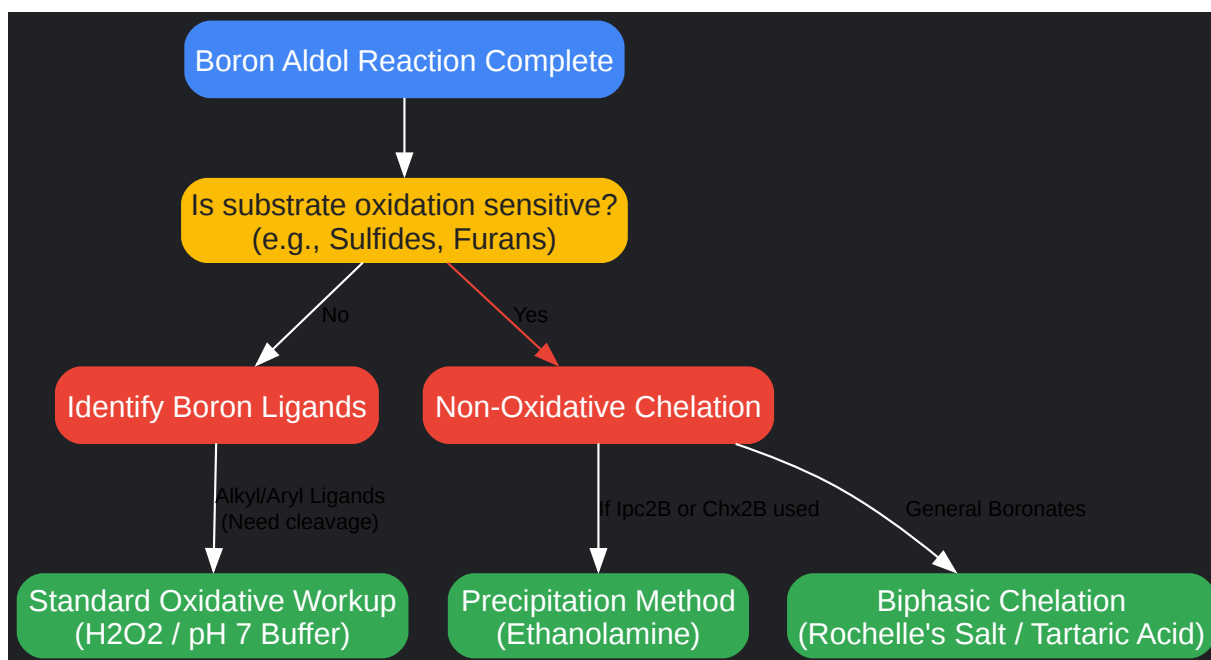 Boron Aldol Reaction Complete
Is substrate oxidation sensitive?
(e.g., Sulfides, Furans)
No
Yes
Identify Boron Ligands
Non-Oxidative Chelation
Alkyl/Aryl Ligands
(Need cleavage)
If Ipc2B or Chx2B used
General Boronates
Standard Oxidative Workup
(H2O2 / pH 7 Buffer)
Precipitation Method
(Ethanolamine)
Biphasic Chelation
(Rochelle's Salt / Tartaric Acid)